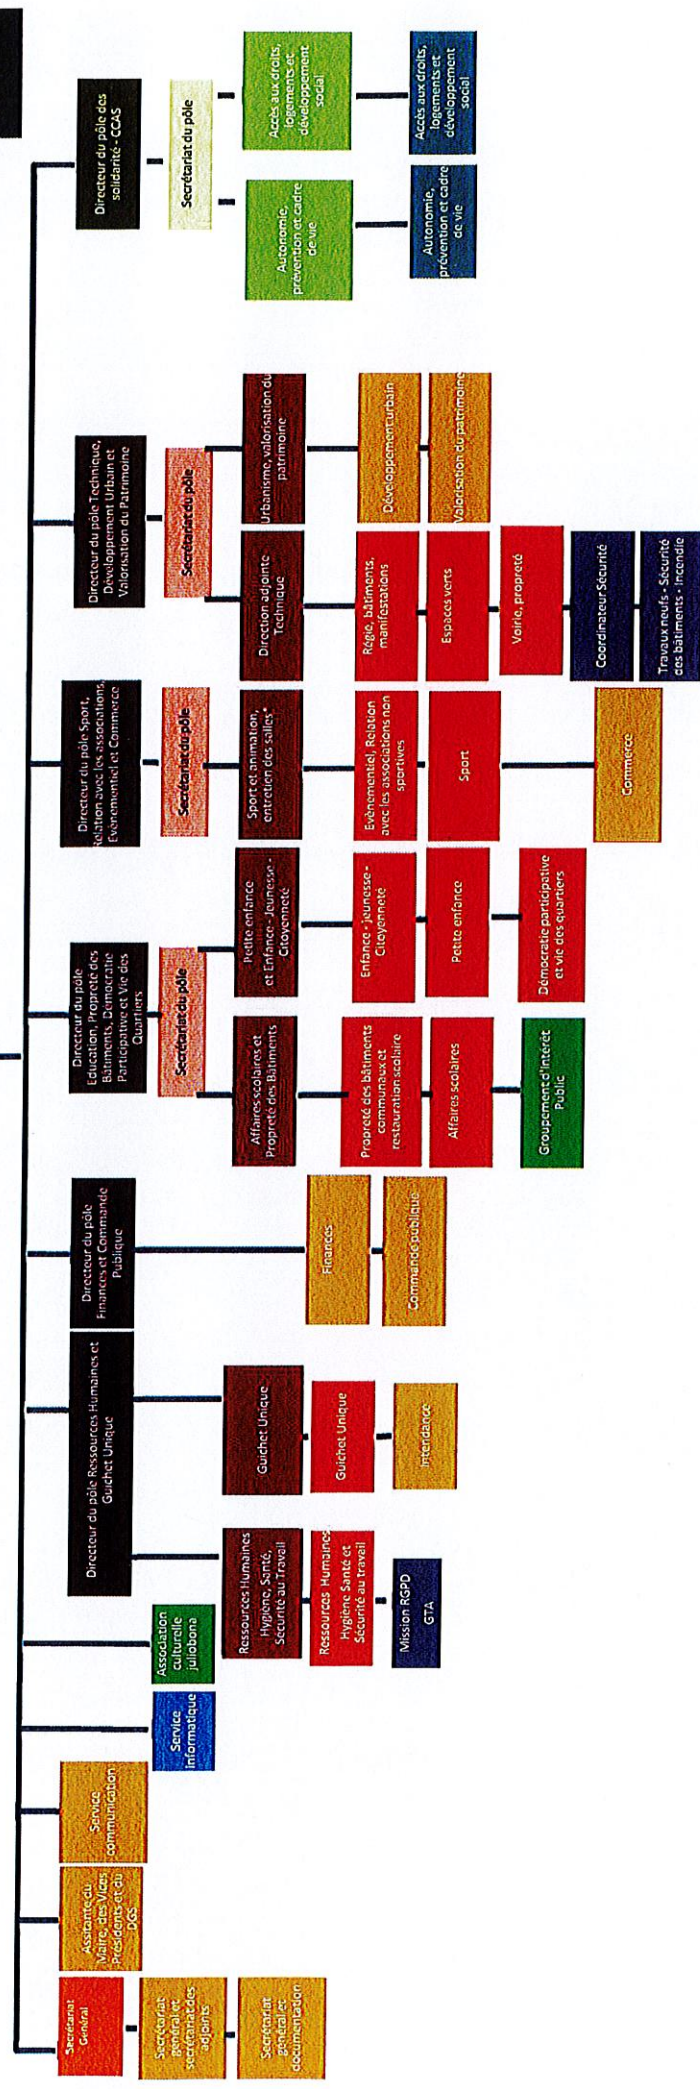 Secrétariat
Général
Secrétariat
général et
secrétariat des
adjoints
Secrétariat
général et
documentation
Assitante du
Maire, des Vices
Présidents et du
DGS
Service
communication
Service
informatique
Association
culturelle
juliobona
Directeur du pôle Ressources Humaines et
Guichet Unique
Ressources Humaines
Hygiène, Santé,
Sécurité au Travail
Ressources Humaines
Hygiène Santé et
Sécurité au travail
Mission RGPD
GTA
Guichet Unique
Guichet Unique
Intendance
Directeur du pôle
Finances et Commande
Publique
Finances
Commande publique
Directeur du pôle
Education, Propreté des
Bâtiments, Démocratie
Participative et Vie des
Quartiers
Secrétariat du pôle
Affaires scolaires et
Propreté des Bâtiments
Propreté des bâtiments
communaux et
restauration scolaire
Affaires scolaires
Groupement d'Intérêt
Public
Petite enfance
et Enfance - Jeunesse -
Citoyenneté
Enfance - jeunesse -
Citoyenneté
Petite enfance
Démocratie participative
et vie des quartiers
Directeur du pôle Sport,
Relation avec les associations,
Evènementiel et Commerce
Secrétariat du pôle
Sport et animation,
entretien des salles*
Evènementiel, Relation
avec les associations non
sportives
Sport
Commerce
Directeur du pôle Technique,
Développement Urbain et
Valorisation du Patrimoine
Secrétariat du pôle
Direction adjointe
Technique
Régie, bâtiments,
manifestations
Espaces verts
Voirie, propreté
Coordinateur Sécurité
Travaux neufs - Sécurité
des bâtiments - Incendie
Urbanisme, valorisation du
patrimoine
Développement urbain
Valorisation du patrimoine
Directeur du pôle des
solidarité - CCAS
Secrétariat du pôle
Autonomie,
prévention et cadre
de vie
Autonomie,
prévention et cadre
de vie
Accès aux droits,
logements et
développement
social
Accès aux droits,
logements et
développement
social